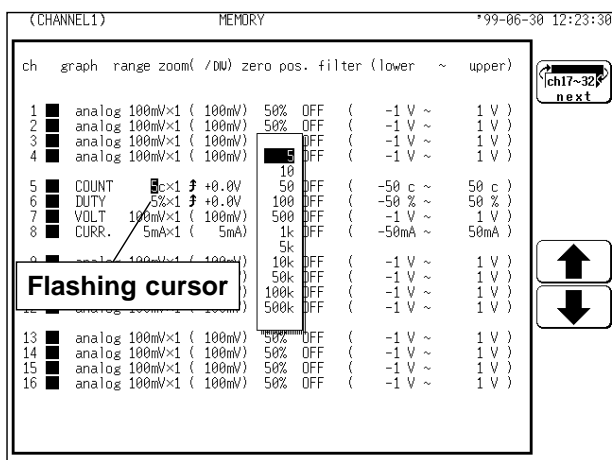 (CHANNEL1) MEMORY '99-06-30 12:23:30
ch graph range zoom( /DIV) zero pos. filter (lower ~ upper)
ch17~32
next
1 analog 100mV×1 ( 100mV) 50% OFF ( -1 V ~ 1 V )
2 analog 100mV×1 ( 100mV) 50% OFF ( -1 V ~ 1 V )
3 analog 100mV×1 ( 100mV) OFF ( -1 V ~ 1 V )
4 analog 100mV×1 ( 100mV) 5 OFF ( -1 V ~ 1 V )
10
5 COUNT 5c×1 +0.0V 50 OFF ( -50 c ~ 50 c )
6 DUTY 5%×1 +0.0V 100 OFF ( -50 % ~ 50 % )
7 VOLT 100mV×1 ( 100mV) 500 OFF ( -1 V ~ 1 V )
8 CURR. 5mA×1 ( 5mA) 1k OFF ( -50mA ~ 50mA )
5k
10k OFF ( -1 V ~ 1 V )
Flashing cursor 50k OFF ( -1 V ~ 1 V )
100k OFF ( -1 V ~ 1 V )
500k OFF ( -1 V ~ 1 V )
13 analog 100mV×1 ( 100mV) 50% OFF ( -1 V ~ 1 V )
14 analog 100mV×1 ( 100mV) 50% OFF ( -1 V ~ 1 V )
15 analog 100mV×1 ( 100mV) 50% OFF ( -1 V ~ 1 V )
16 analog 100mV×1 ( 100mV) 50% OFF ( -1 V ~ 1 V )